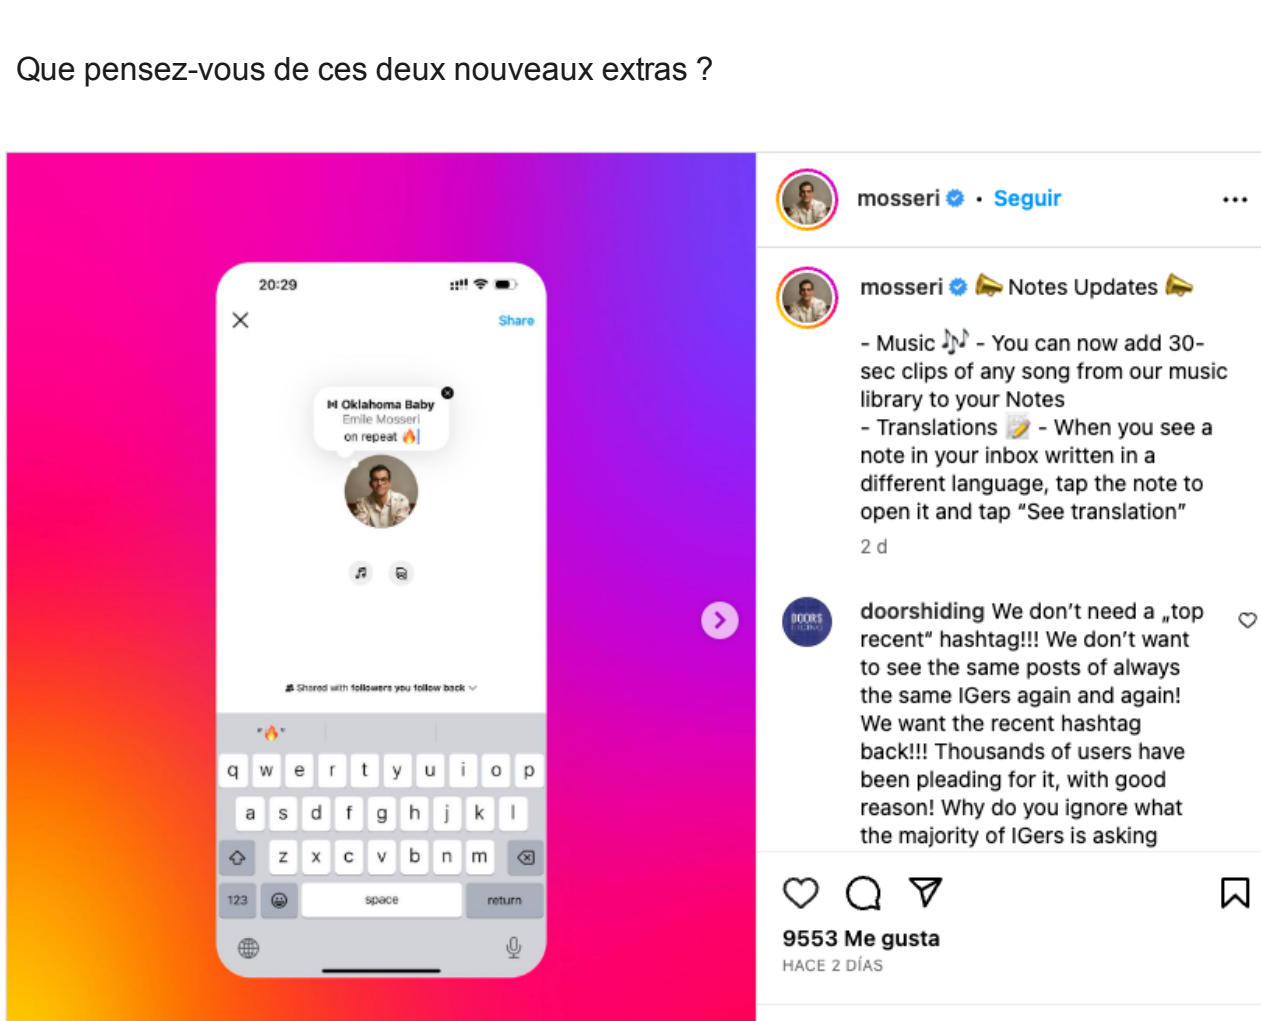 Que pensez-vous de ces deux nouveaux extras ?
20:29
Share
Oklahoma Baby
Emile Mosseri
on repeat 🔥
Shared with followers you follow back
"🔥"
q w e r t y u i o p
a s d f g h j k l
z x c v b n m
123 space return
mosseri • Seguir
mosseri 📣 Notes Updates 📣
- Music 🎶 - You can now add 30-
sec clips of any song from our music
library to your Notes
- Translations 📝 - When you see a
note in your inbox written in a
different language, tap the note to
open it and tap “See translation”
2 d
DOORS
HIDING
doorshiding We don’t need a „top
recent“ hashtag!!! We don’t want
to see the same posts of always
the same IGers again and again!
We want the recent hashtag
back!!! Thousands of users have
been pleading for it, with good
reason! Why do you ignore what
the majority of IGers is asking
9553 Me gusta
HACE 2 DÍAS